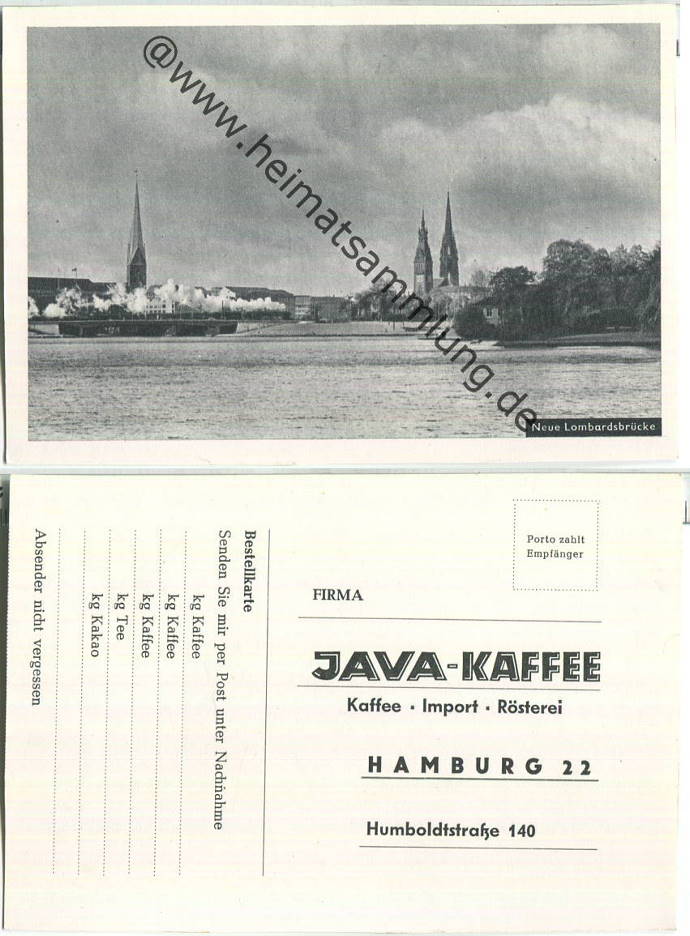 @www.heimatsammlung.de
Neue Lombardsbrücke
Porto zahlt
Empfänger
FIRMA
JAVA-KAFFEE
Kaffee · Import · Rösterei
HAMBURG 22
Humboldtstraße 140
Bestellkarte
Senden Sie mir per Post unter Nachnahme
kg Kaffee
kg Kaffee
kg Kaffee
kg Tee
kg Kakao
Absender nicht vergessen